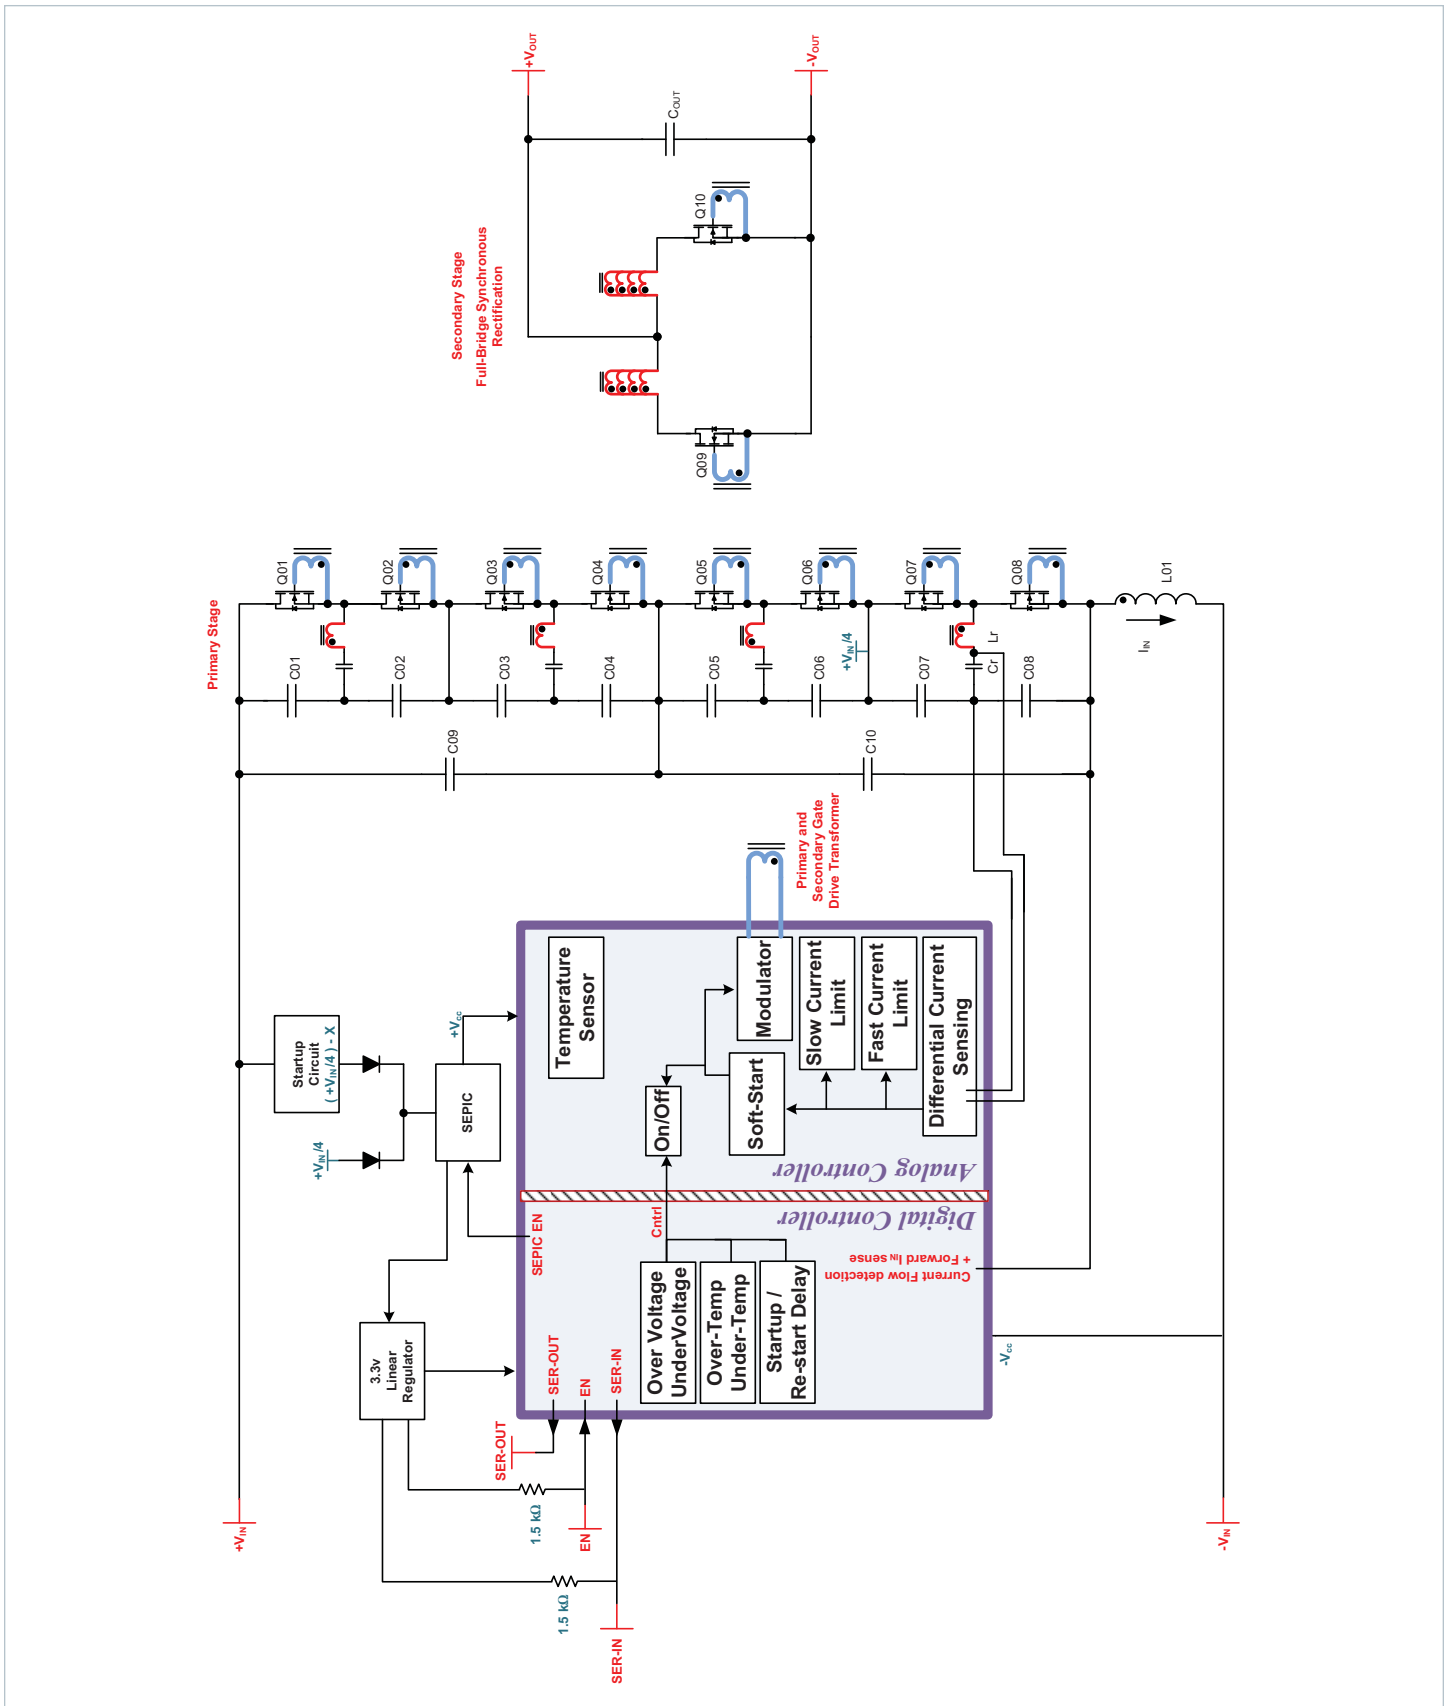 +VOUT
-VOUT
COUT
Q10
Secondary Stage
Full-Bridge Synchronous
Rectification
Q09
Primary Stage
Q01
Q02
Q03
Q04
Q05
Q06
Q07
Q08
C01
C02
C03
C04
C05
C06
C07
C08
+VIN/4
Cr
Lr
IIN
L01
C09
C10
Primary and
Secondary Gate
Drive Transformer
Startup
Circuit
( +VIN/4 ) - X
+VIN/4
SEPIC
+Vcc
3.3v
Linear
Regulator
Temperature
Sensor
Modulator
Slow Current
Limit
Fast Current
Limit
Differential Current
Sensing
On/Off
Soft-Start
Analog Controller
Digital Controller
SEPIC EN
Cntrl
Current Flow detection
+ Forward IIN sense
Over Voltage
UnderVoltage
Over-Temp
Under-Temp
Startup /
Re-start Delay
SER-OUT
EN
SER-IN
-Vcc
SER-OUT
1.5 kΩ
EN
1.5 kΩ
SER-IN
+VIN
-VIN